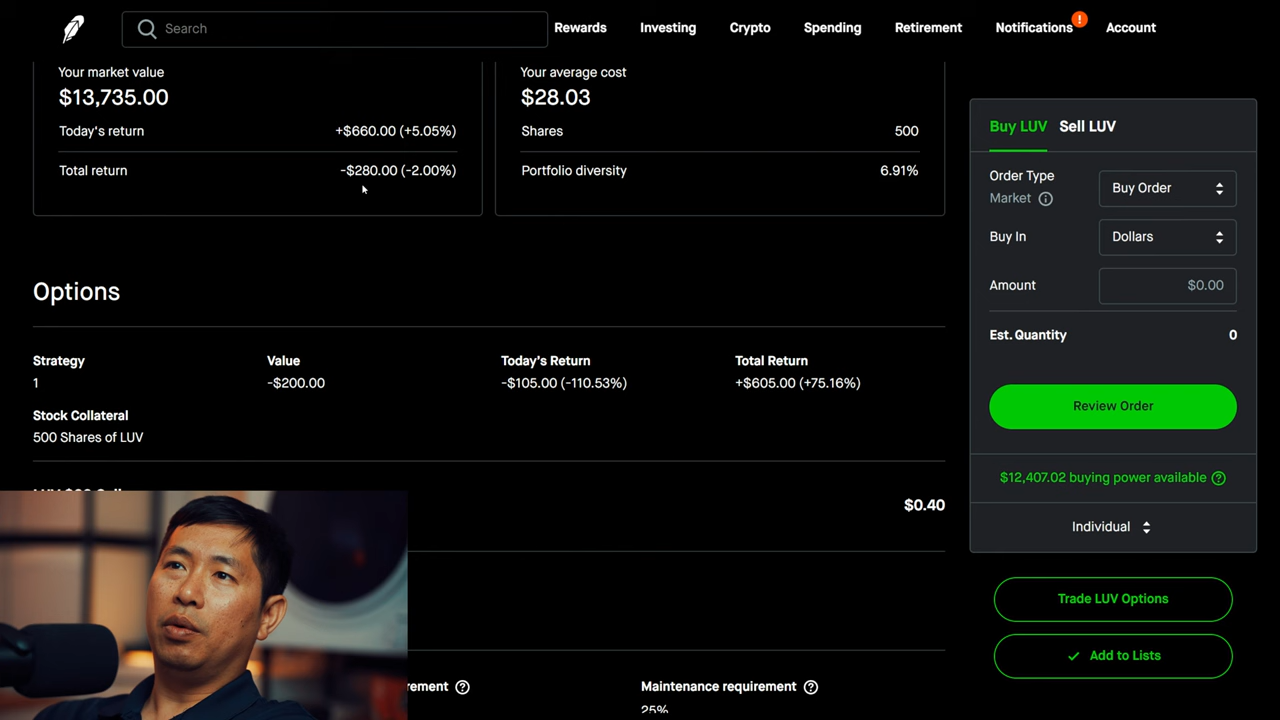 Search
Rewards
Investing
Crypto
Spending
Retirement
Notifications
!
Account
Your market value
$13,735.00
Today's return
+$660.00 (+5.05%)
Total return
-$280.00 (-2.00%)
Your average cost
$28.03
Shares
500
Portfolio diversity
6.91%
Options
Strategy
1
Value
-$200.00
Today's Return
-$105.00 (-110.53%)
Total Return
+$605.00 (+75.16%)
Stock Collateral
500 Shares of LUV
$0.40
Maintenance requirement
25%
Buy LUV
Sell LUV
Order Type
Market
Buy Order
Buy In
Dollars
Amount
$0.00
Est. Quantity
0
Review Order
$12,407.02 buying power available
Individual
Trade LUV Options
Add to Lists